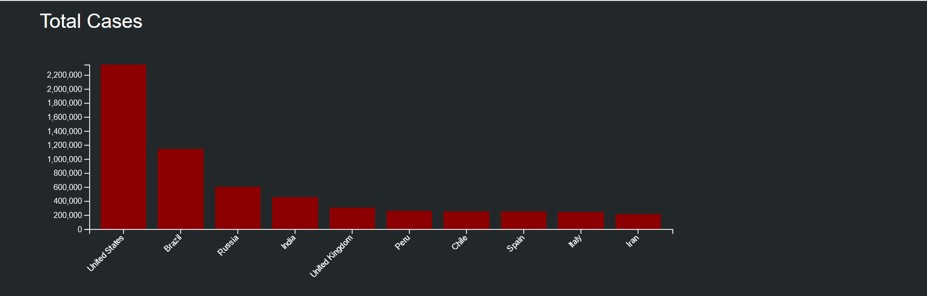 Total Cases
2,200,000
2,000,000
1,800,000
1,600,000
1,400,000
1,200,000
1,000,000
800,000
600,000
400,000
200,000
0
United States
Brazil
Russia
India
United Kingdom
Peru
Chile
Spain
Italy
Iran